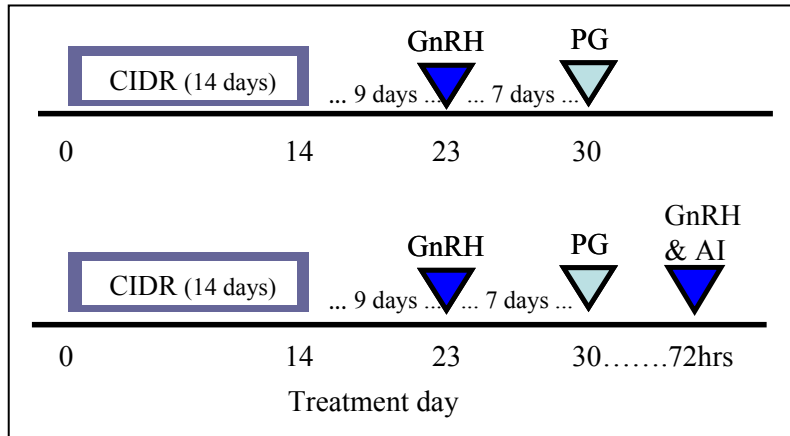 GnRH PG
CIDR (14 days)
... 9 days ... ... 7 days ...
0 14 23 30
GnRH
GnRH PG & AI
CIDR (14 days)
... 9 days ... ... 7 days ...
0 14 23 30.......72hrs
Treatment day